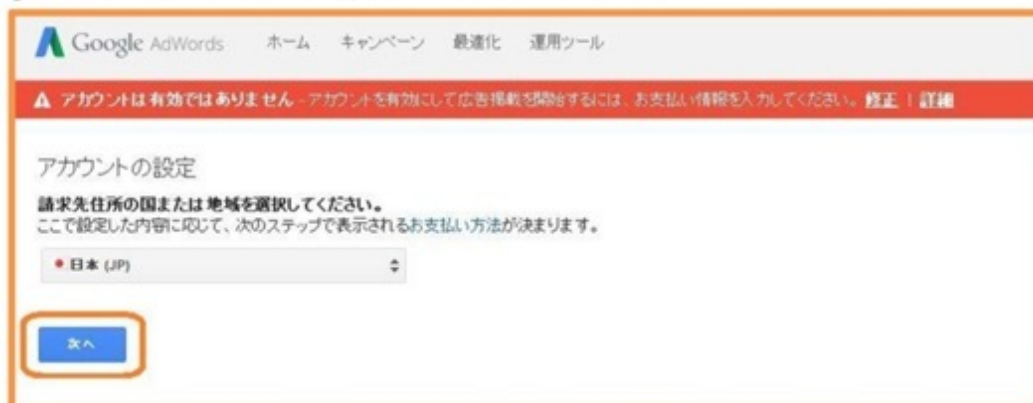 Google AdWords ホーム キャンペーン 最適化 運用ツール
アカウントは有効ではありません - アカウントを有効にして広告掲載を開始するには、お支払い情報を入力してください。修正 | 詳細
アカウントの設定
請求先住所の国または地域を選択してください。
ここで設定した内容に応じて、次のステップで表示されるお支払い方法が決まります。
日本 (JP)
次へ